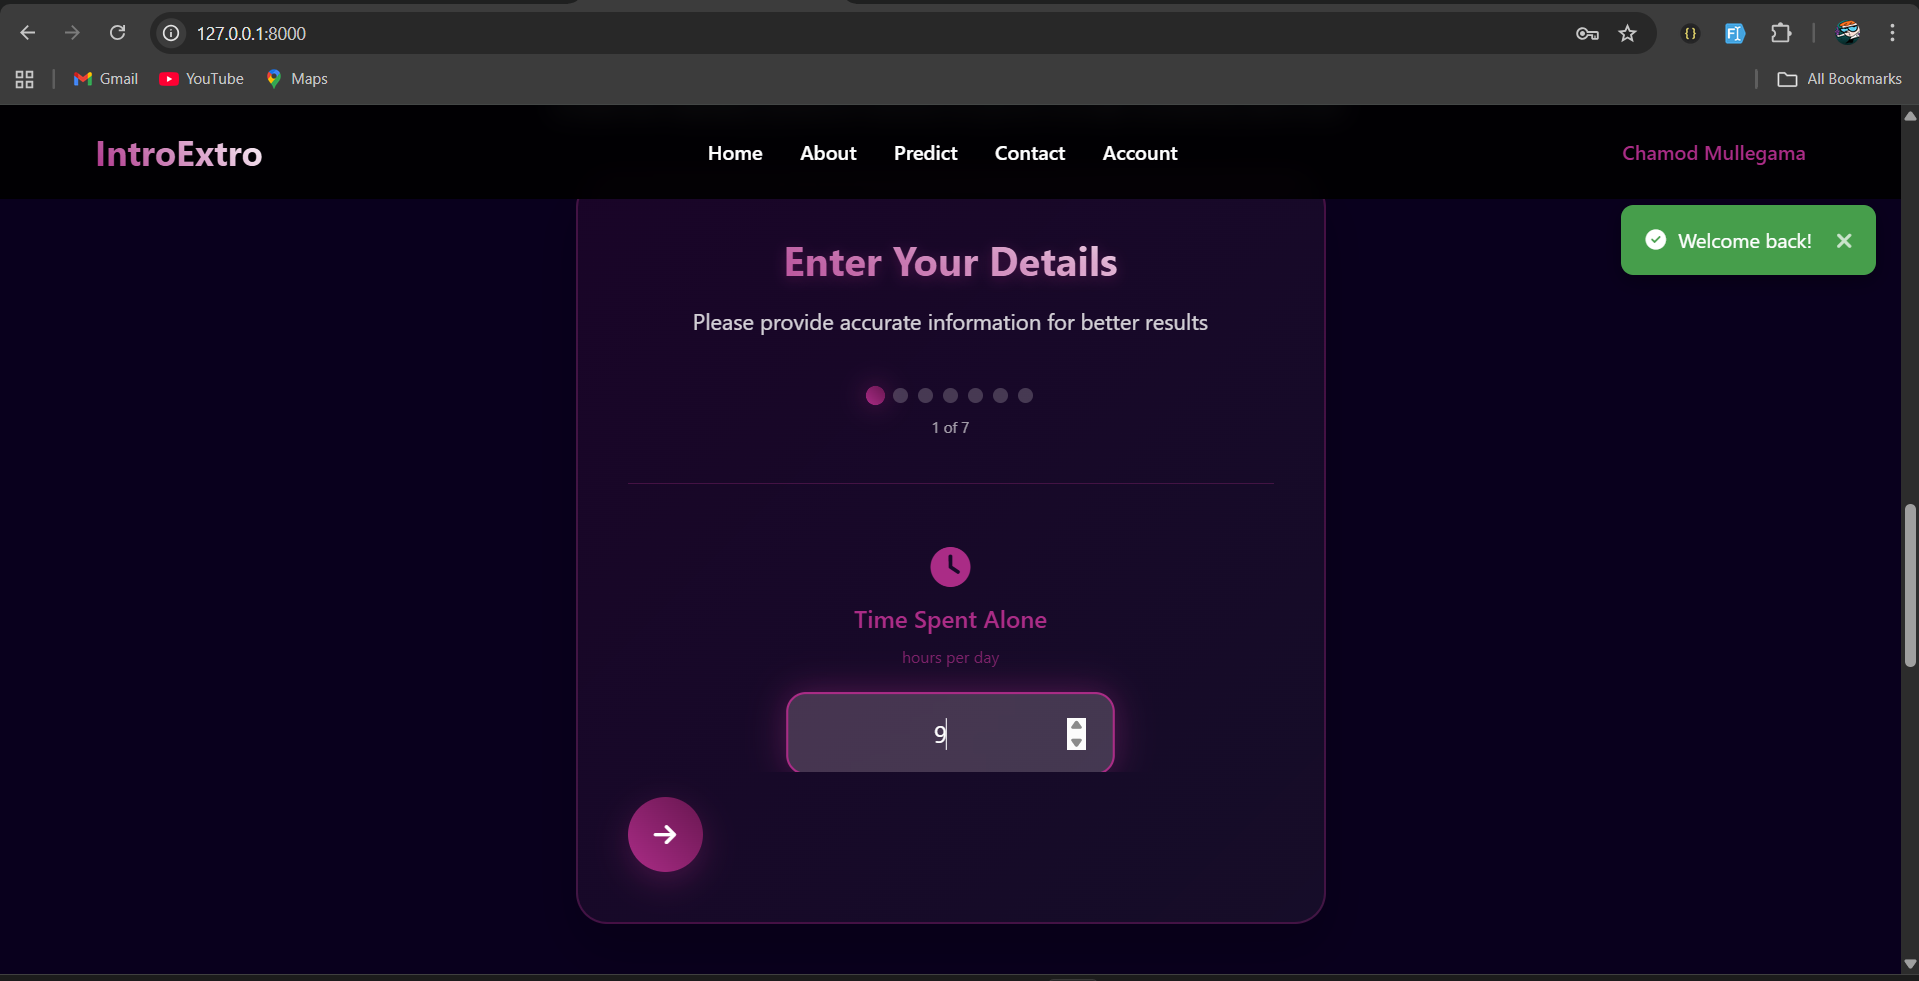 127.0.0.1:8000
Gmail YouTube Maps All Bookmarks
IntroExtro Home About Predict Contact Account Chamod Mullegama
Welcome back!
Enter Your Details
Please provide accurate information for better results
1 of 7
Time Spent Alone
hours per day
9